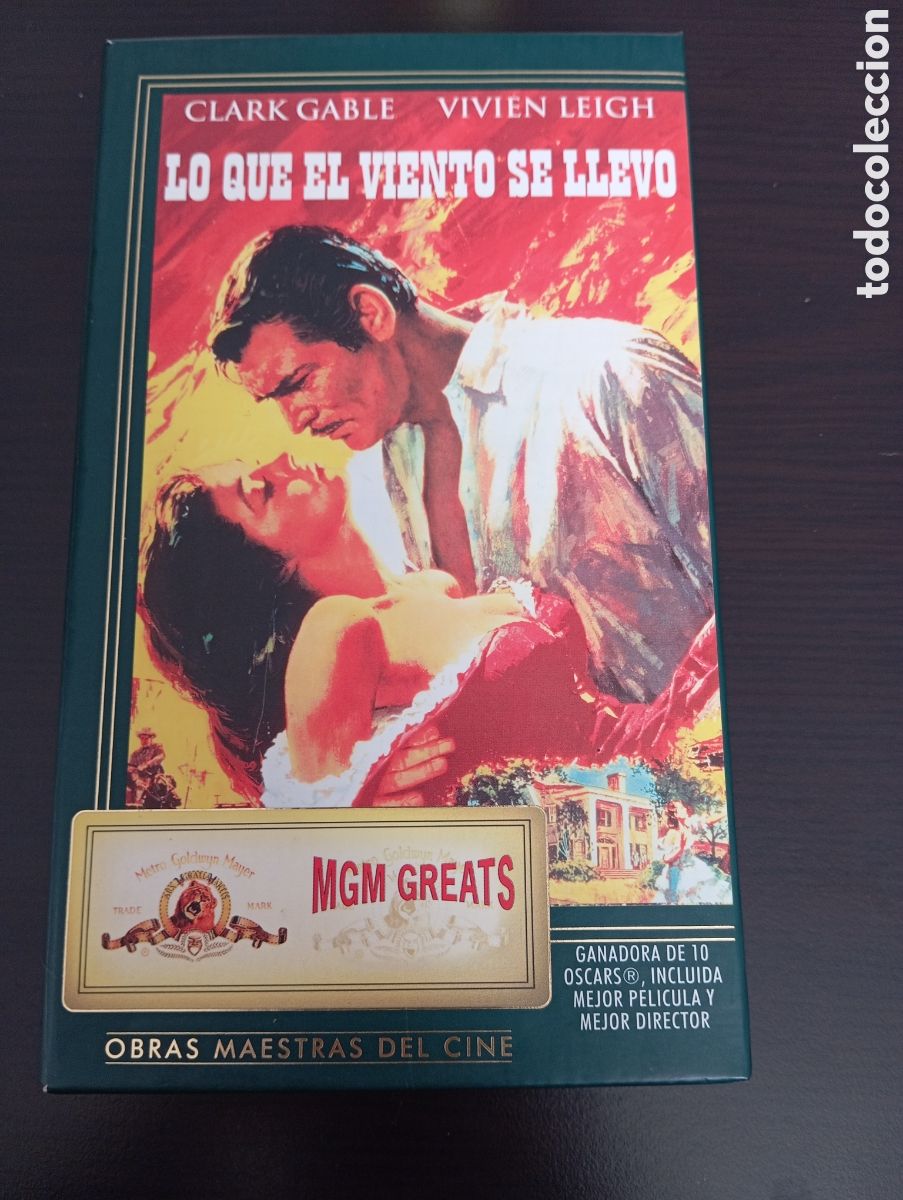 CLARK GABLE VIVIEN LEIGH
LO QUE EL VIENTO SE LLEVO
Metro Goldwyn Mayer
TRADE MARK
MGM GREATS
GANADORA DE 10
OSCARS®, INCLUIDA
MEJOR PELICULA Y
MEJOR DIRECTOR
OBRAS MAESTRAS DEL CINE
todocoleccion